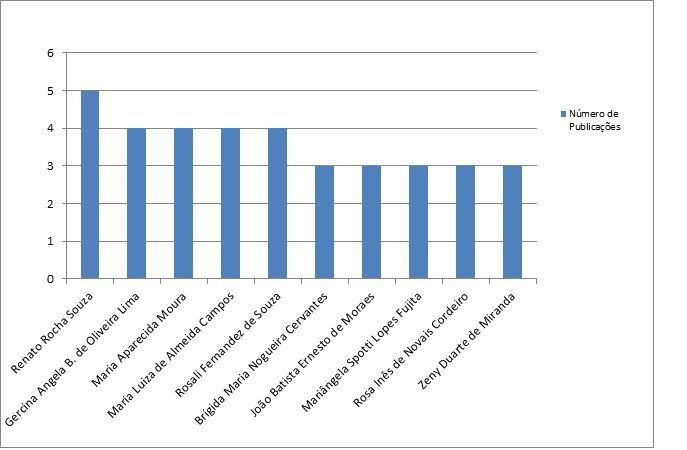 6
5
4
3
2
1
0
Número de
Publicações
Renato Rocha Souza
Gercina Angela B. de Oliveira Lima
Maria Aparecida Moura
Maria Luiza de Almeida Campos
Rosali Fernandez de Souza
Brígida Maria Nogueira Cervantes
João Batista Ernesto de Moraes
Mariângela Spotti Lopes Fujita
Rosa Inês de Novais Cordeiro
Zeny Duarte de Miranda